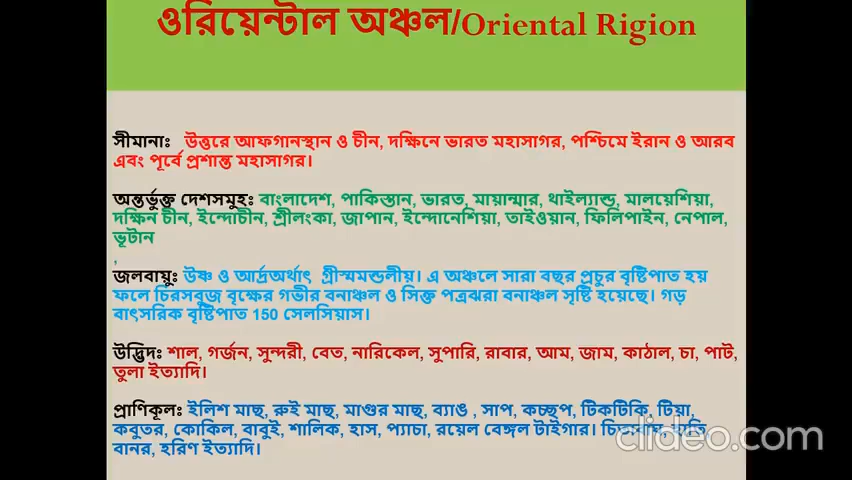 ওরিয়েন্টাল অঞ্চল/Oriental Rigion
সীমানাঃ উত্তরে আফগানস্থান ও চীন, দক্ষিনে ভারত মহাসাগর, পশ্চিমে ইরান ও আরব
এবং পূর্বে প্রশান্ত মহাসাগর।
অন্তর্ভুক্ত দেশসমুহঃ বাংলাদেশ, পাকিস্তান, ভারত, মায়ান্মার, থাইল্যান্ড, মালয়েশিয়া,
দক্ষিন চীন, ইন্দোচীন, শ্রীলংকা, জাপান, ইন্দোনেশিয়া, তাইওয়ান, ফিলিপাইন, নেপাল,
ভূটান
,
জলবায়ুঃ উষ্ণ ও আর্দ্রঅর্থাৎ গ্রীস্মমন্ডলীয়। এ অঞ্চলে সারা বছর প্রচুর বৃষ্টিপাত হয়
ফলে চিরসবুজ বৃক্ষের গভীর বনাঞ্চল ও সিক্ত পত্রঝরা বনাঞ্চল সৃষ্টি হয়েছে। গড়
বাৎসরিক বৃষ্টিপাত 150 সেলসিয়াস।
উদ্ভিদঃ শাল, গর্জন, সুন্দরী, বেত, নারিকেল, সুপারি, রাবার, আম, জাম, কাঠাল, চা, পাট,
তুলা ইত্যাদি।
প্রাণিকূলঃ ইলিশ মাছ, রুই মাছ, মাগুর মাছ, ব্যাঙ , সাপ, কচ্ছপ, টিকটিকি, টিয়া,
কবুতর, কোকিল, বাবুই, শালিক, হাস, প্যাচা, রয়েল বেঙ্গল টাইগার। চিতাবাঘ, হাতি
বানর, হরিণ ইত্যাদি।
clideo.com